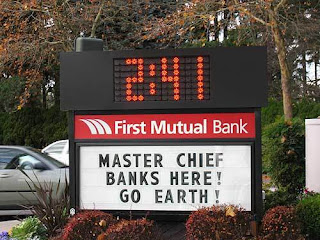 2:41
First Mutual Bank
MASTER CHIEF
BANKS HERE!
GO EARTH!